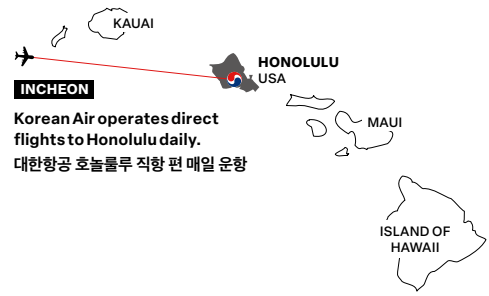 KAUAI
HONOLULU
USA
INCHEON
Korean Air operates direct
flights to Honolulu daily.
대한항공 호놀룰루 직항 편 매일 운항
MAUI
ISLAND OF
HAWAII